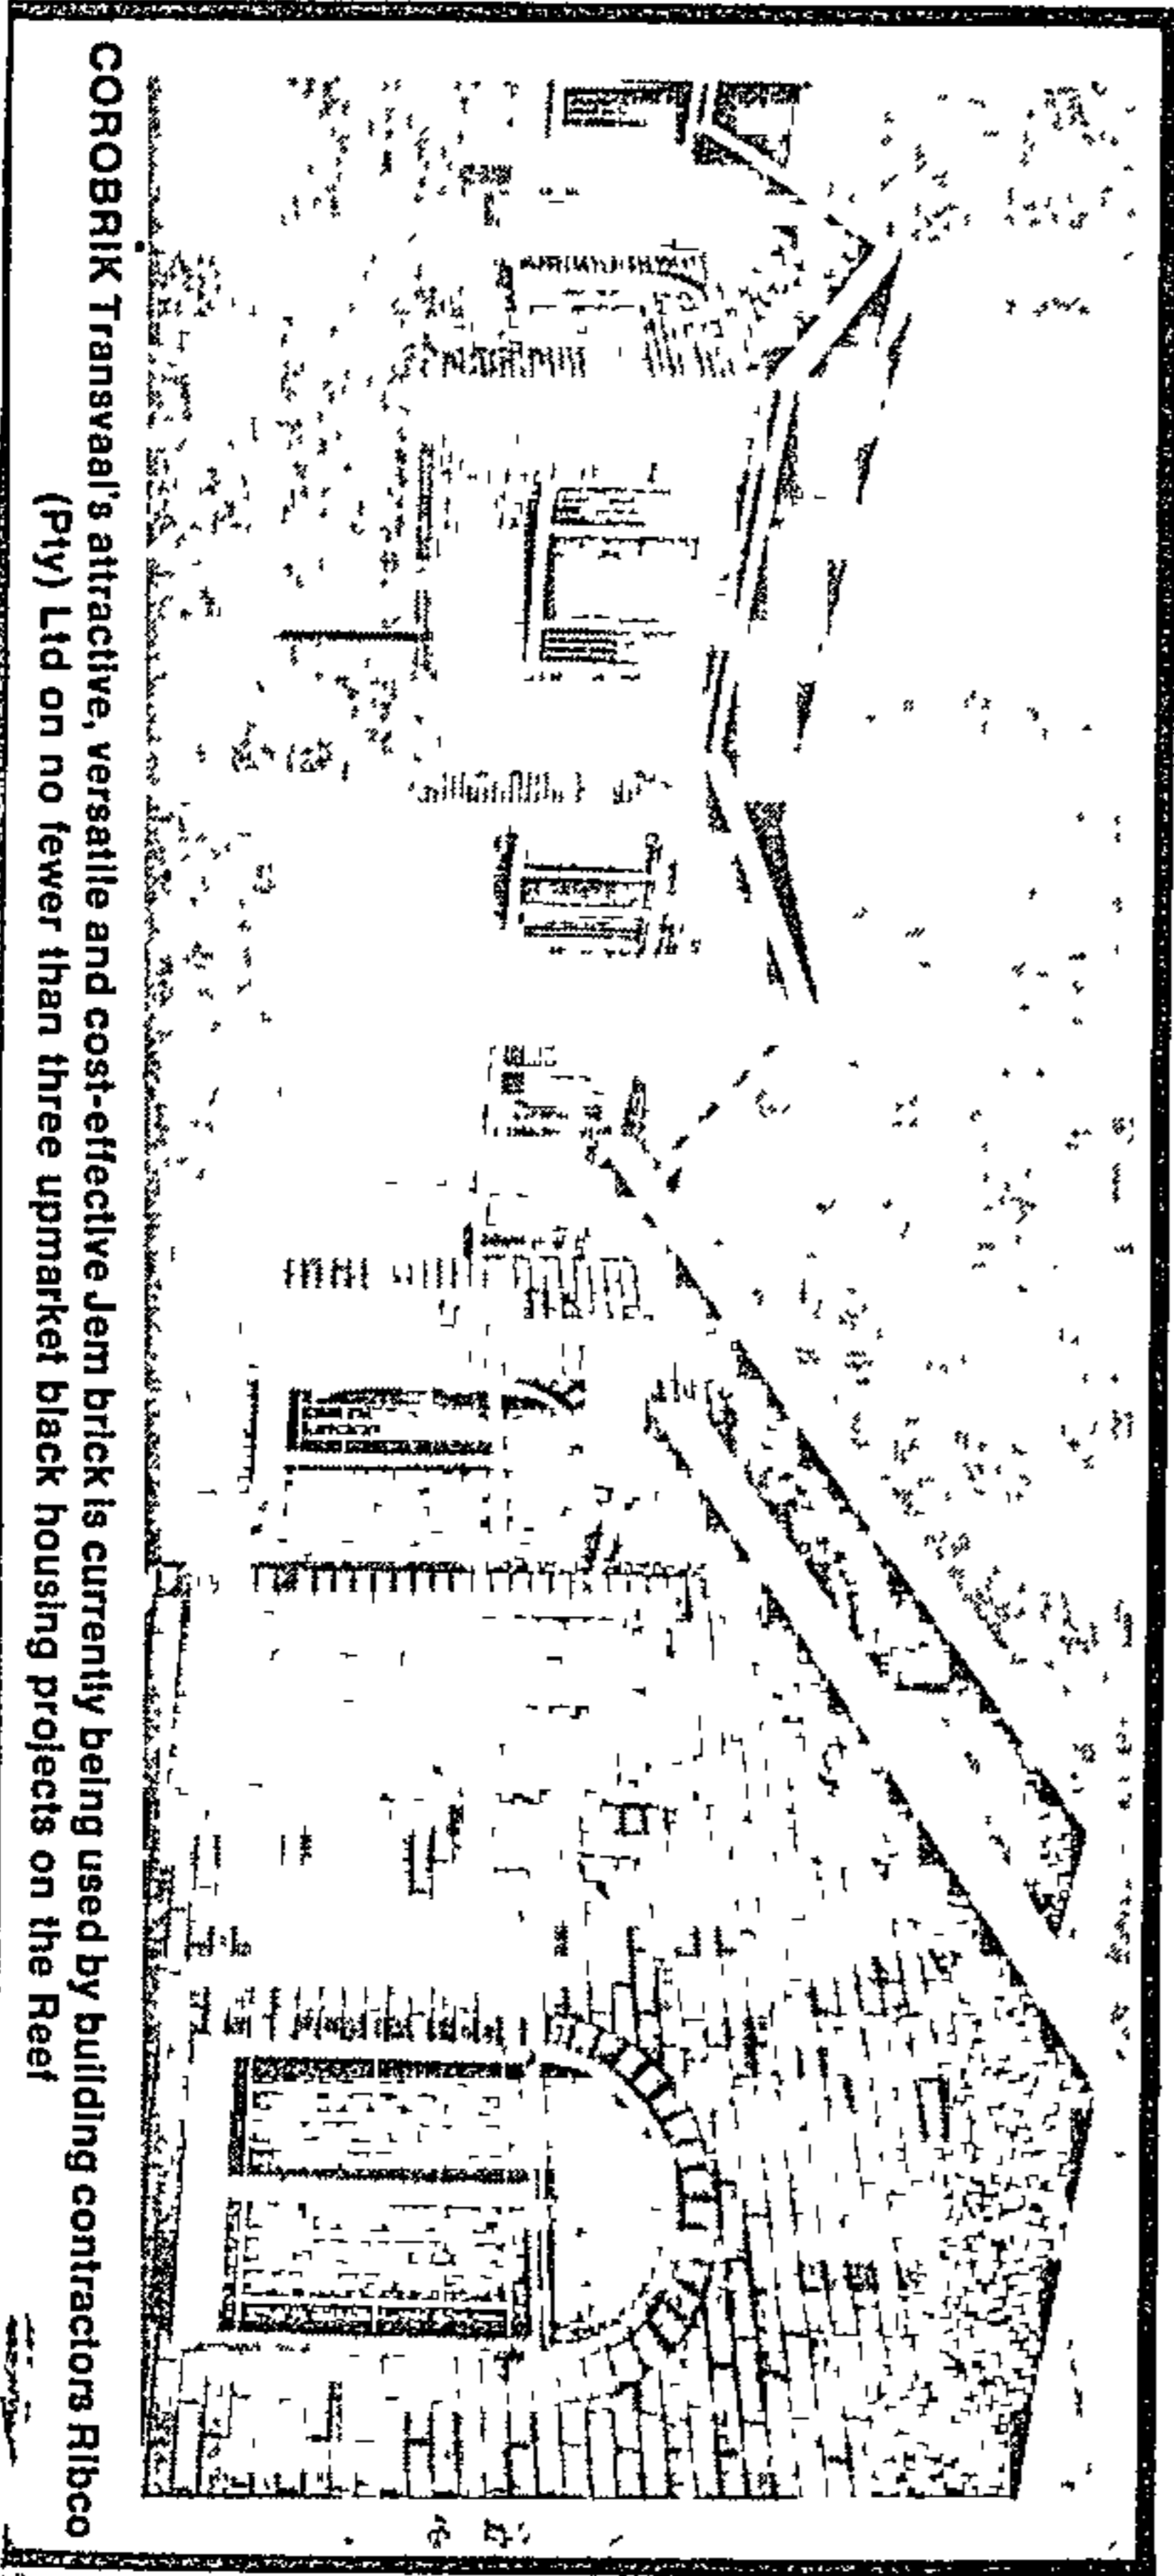 COROBRIK Transvaal's attractive, versatile and cost-effective Jem brick is currently being used by building contractors Ribco
(Pty) Ltd on no fewer than three upmarket black housing projects on the Reef